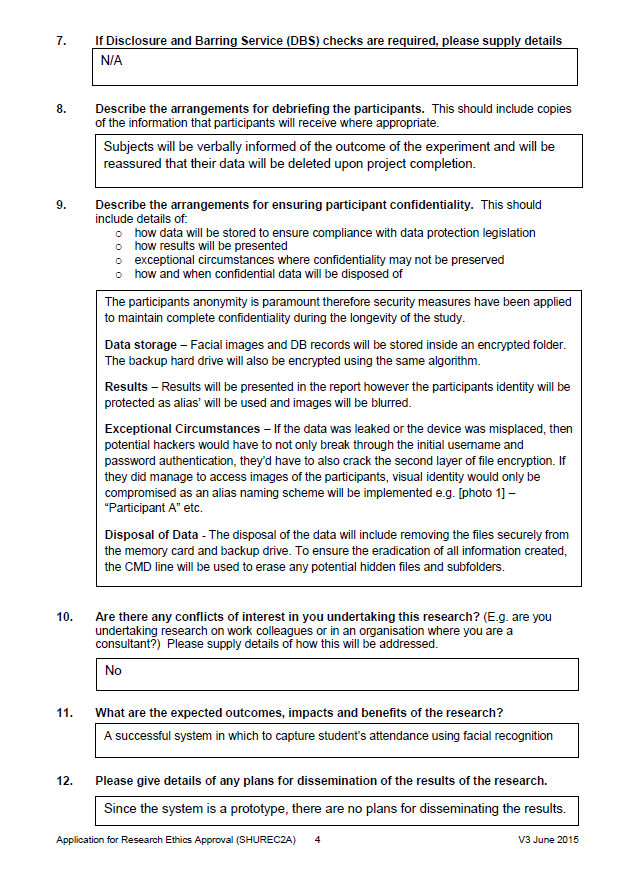 7. If Disclosure and Barring Service (DBS) checks are required, please supply details
N/A
8. Describe the arrangements for debriefing the participants. This should include copies
of the information that participants will receive where appropriate.
Subjects will be verbally informed of the outcome of the experiment and will be
reassured that their data will be deleted upon project completion.
9. Describe the arrangements for ensuring participant confidentiality. This should
include details of:
o how data will be stored to ensure compliance with data protection legislation
o how results will be presented
o exceptional circumstances where confidentiality may not be preserved
o how and when confidential data will be disposed of
The participants anonymity is paramount therefore security measures have been applied
to maintain complete confidentiality during the longevity of the study.
Data storage – Facial images and DB records will be stored inside an encrypted folder.
The backup hard drive will also be encrypted using the same algorithm.
Results – Results will be presented in the report however the participants identity will be
protected as alias’ will be used and images will be blurred.
Exceptional Circumstances – If the data was leaked or the device was misplaced, then
potential hackers would have to not only break through the initial username and
password authentication, they’d have to also crack the second layer of file encryption. If
they did manage to access images of the participants, visual identity would only be
compromised as an alias naming scheme will be implemented e.g. [photo 1] –
“Participant A” etc.
Disposal of Data - The disposal of the data will include removing the files securely from
the memory card and backup drive. To ensure the eradication of all information created,
the CMD line will be used to erase any potential hidden files and subfolders.
10. Are there any conflicts of interest in you undertaking this research? (E.g. are you
undertaking research on work colleagues or in an organisation where you are a
consultant?) Please supply details of how this will be addressed.
No
11. What are the expected outcomes, impacts and benefits of the research?
A successful system in which to capture student’s attendance using facial recognition
12. Please give details of any plans for dissemination of the results of the research.
Since the system is a prototype, there are no plans for disseminating the results.
Application for Research Ethics Approval (SHUREC2A) 4 V3 June 2015